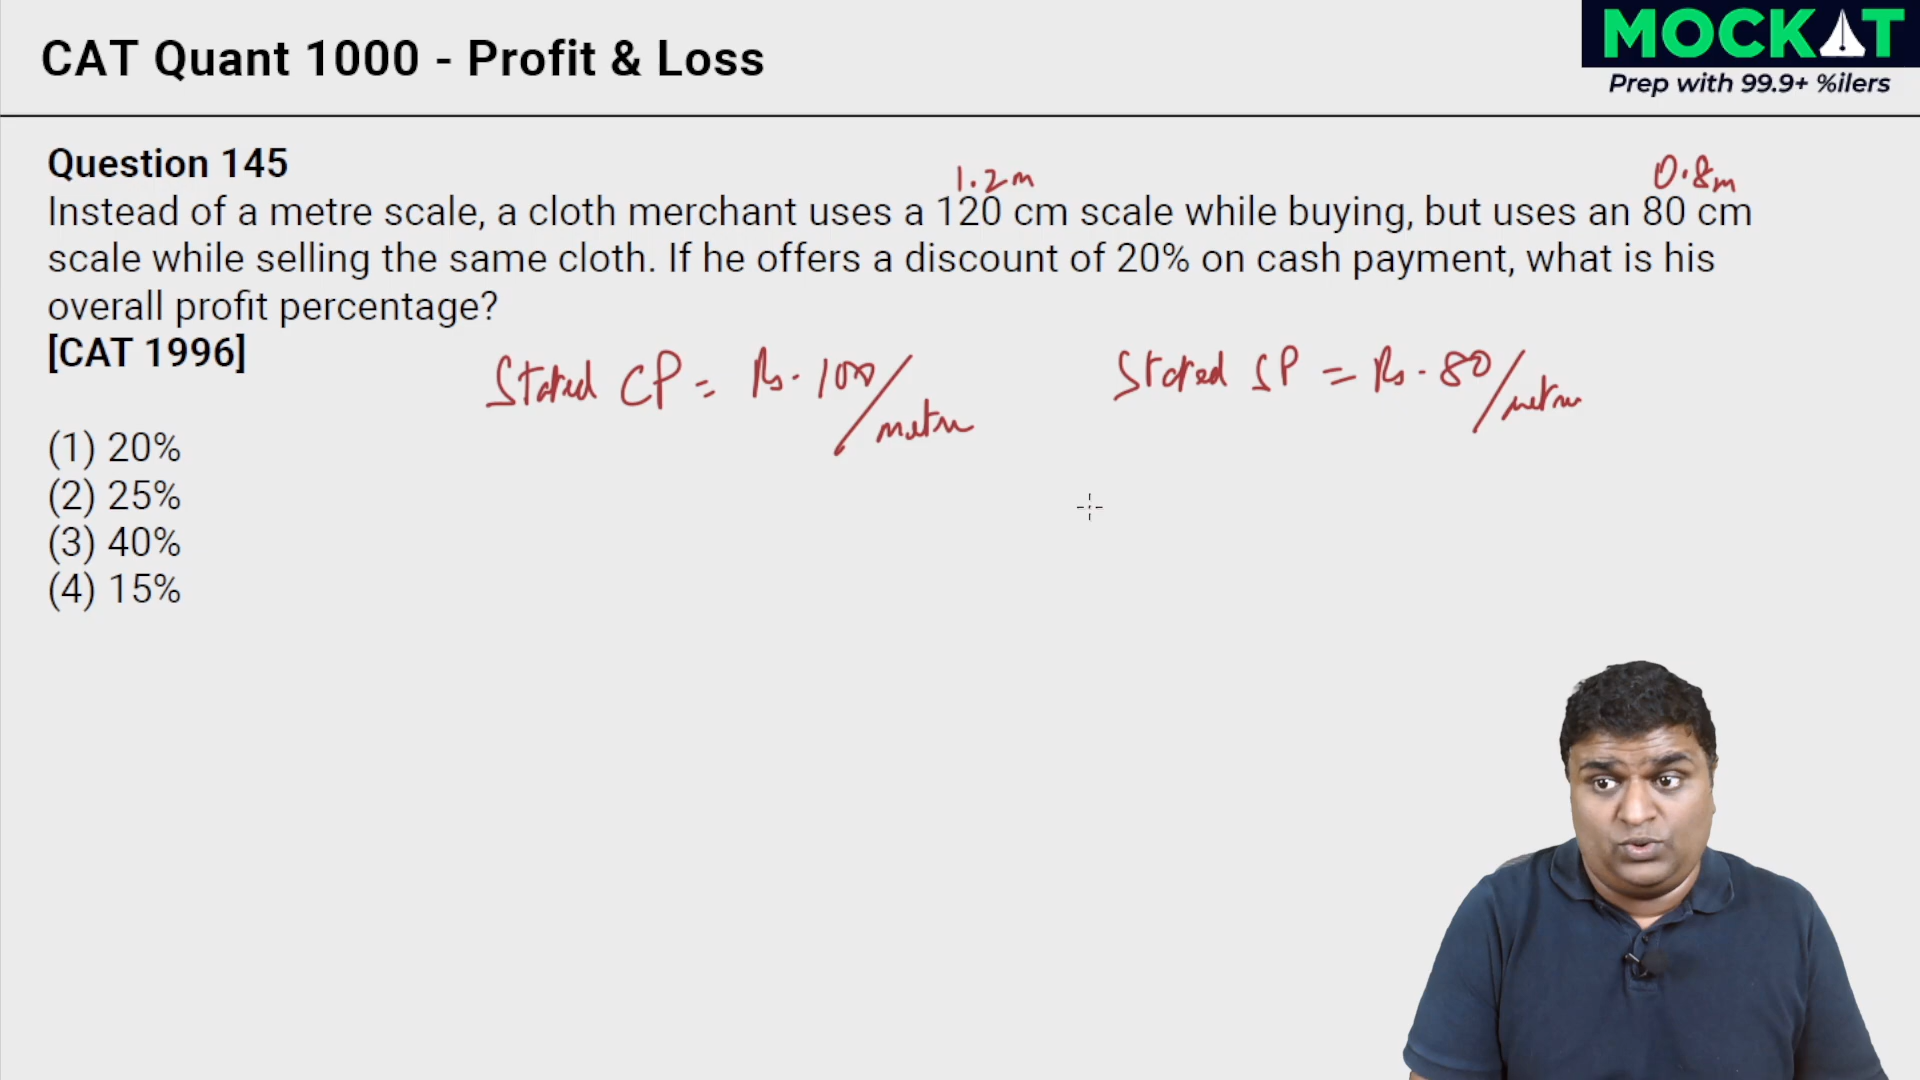 CAT Quant 1000 - Profit & Loss
MOCKAT
Prep with 99.9+ %ilers
Question 145
1.2m
0.8m
Instead of a metre scale, a cloth merchant uses a 120 cm scale while buying, but uses an 80 cm
scale while selling the same cloth. If he offers a discount of 20% on cash payment, what is his
overall profit percentage?
[CAT 1996]
Stated CP = Rs. 100/metre
Stated SP = Rs. 80/metre
(1) 20%
(2) 25%
(3) 40%
(4) 15%